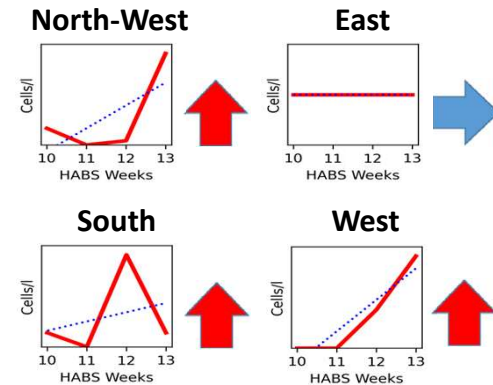 North-West
East
Cells/l
10 11 12 13
HABS Weeks
Cells/l
10 11 12 13
HABS Weeks
South
West
Cells/l
10 11 12 13
HABS Weeks
Cells/l
10 11 12 13
HABS Weeks